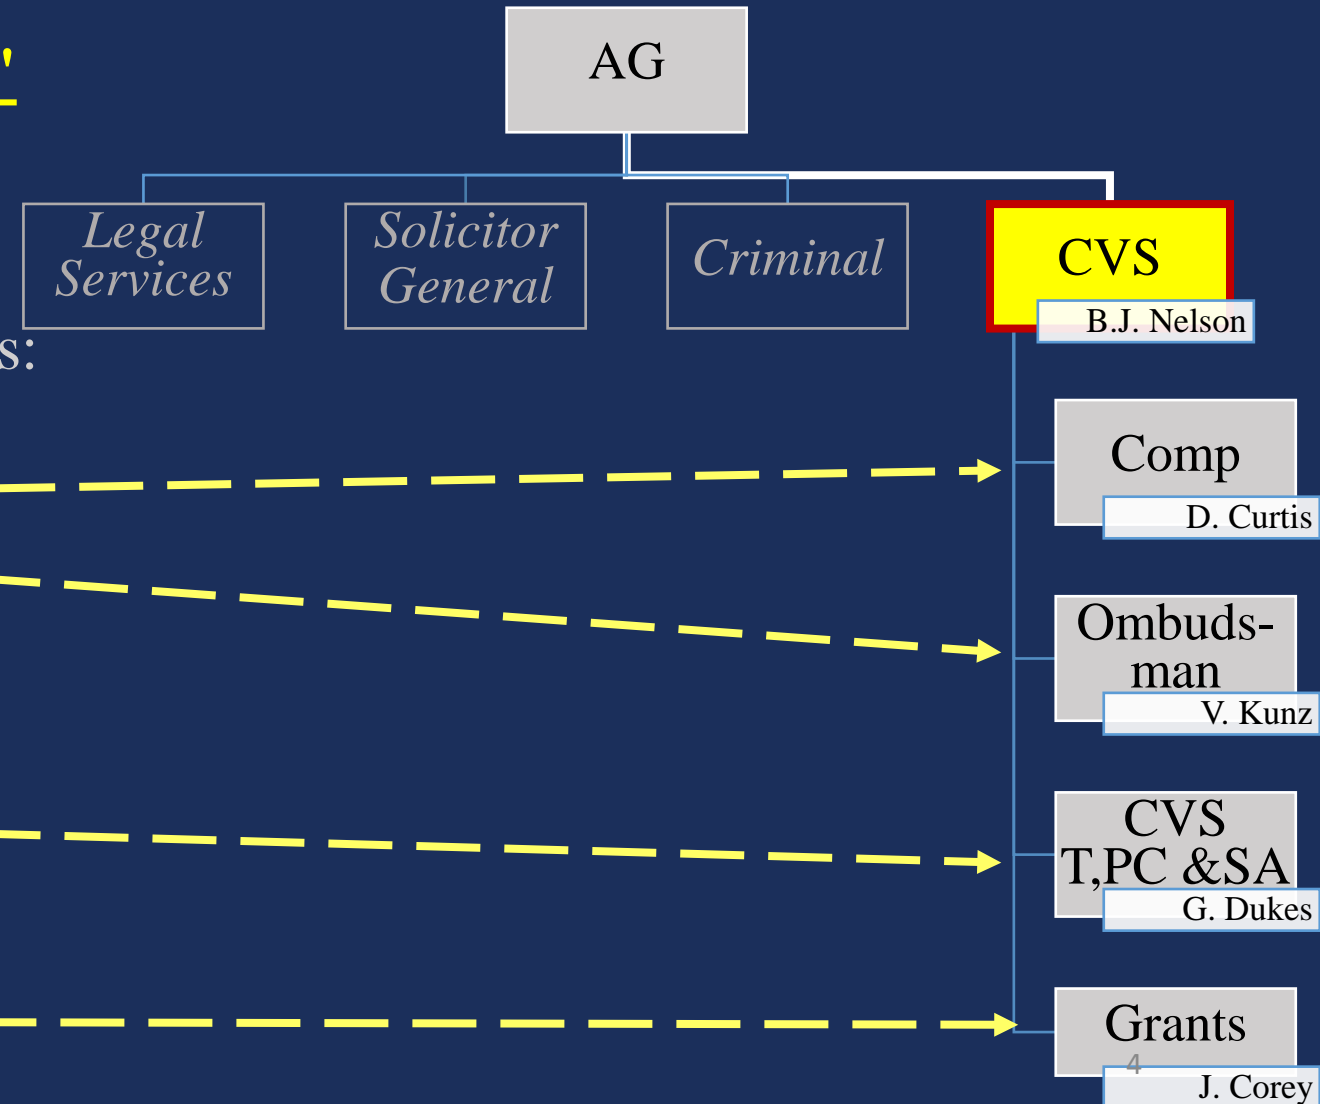 '
AG
Legal
Services
Solicitor
General
Criminal
CVS
B.J. Nelson
s:
Comp
D. Curtis
Ombuds-
man
V. Kunz
CVS
T,PC &SA
G. Dukes
Grants
4
J. Corey